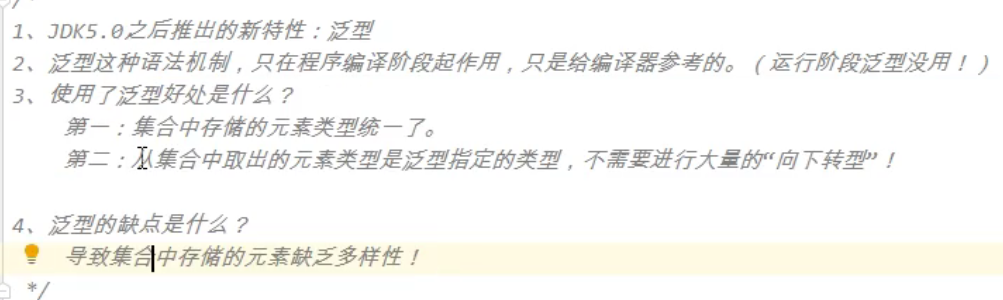 1、JDK5.0之后推出的新特性：泛型
2、泛型这种语法机制，只在程序编译阶段起作用，只是给编译器参考的。（运行阶段泛型没用！）
3、使用了泛型好处是什么？
第一：集合中存储的元素类型统一了。
第二：从集合中取出的元素类型是泛型指定的类型，不需要进行大量的“向下转型”！
4、泛型的缺点是什么？
导致集合中存储的元素缺乏多样性！
*/